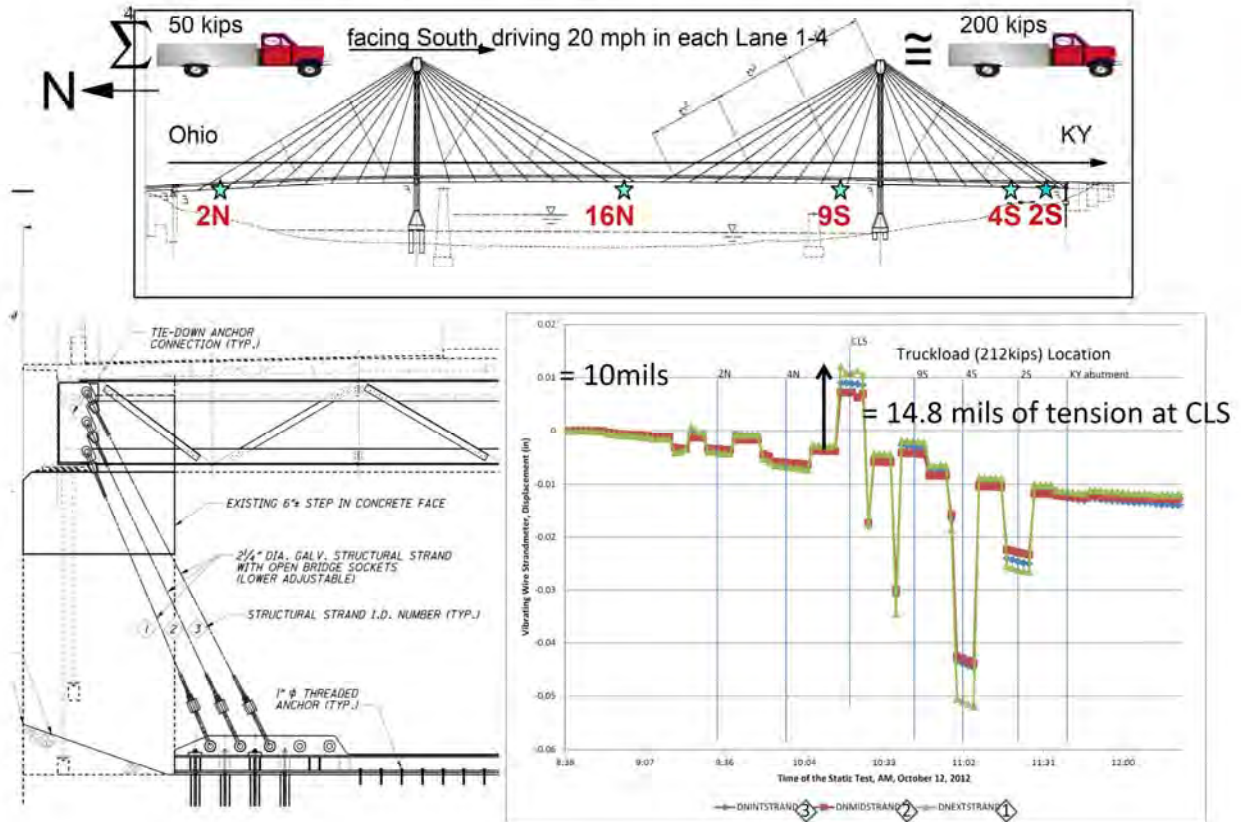 4
∑ 50 kips
facing South, driving 20 mph in each Lane 1-4
≅ 200 kips
N
Ohio
KY
2N
16N
9S
4S
2S
TIE-DOWN ANCHOR
CONNECTION (TYP.)
EXISTING 6"± STEP IN CONCRETE FACE
2¼" DIA. GALV. STRUCTURAL STRAND
WITH OPEN BRIDGE SOCKETS
(LOWER ADJUSTABLE)
STRUCTURAL STRAND I.D. NUMBER (TYP.)
1 2 3
1" ϕ THREADED
ANCHOR (TYP.)
CLS
Truckload (212kips) Location
2N 4N 9S 4S 2S KY abutment
= 10mils
= 14.8 mils of tension at CLS
Vibrating Wire Strandmeter, Displacement (in)
0.02
0.01
0
-0.01
-0.02
-0.03
-0.04
-0.05
-0.06
8:38 9:07 9:36 10:04 10:33 11:02 11:31 12:00
Time of the Static Test, AM, October 12, 2012
DNINTSTRAND 3 DNMIDSTRAND 2 DNEXTSTRAND 1